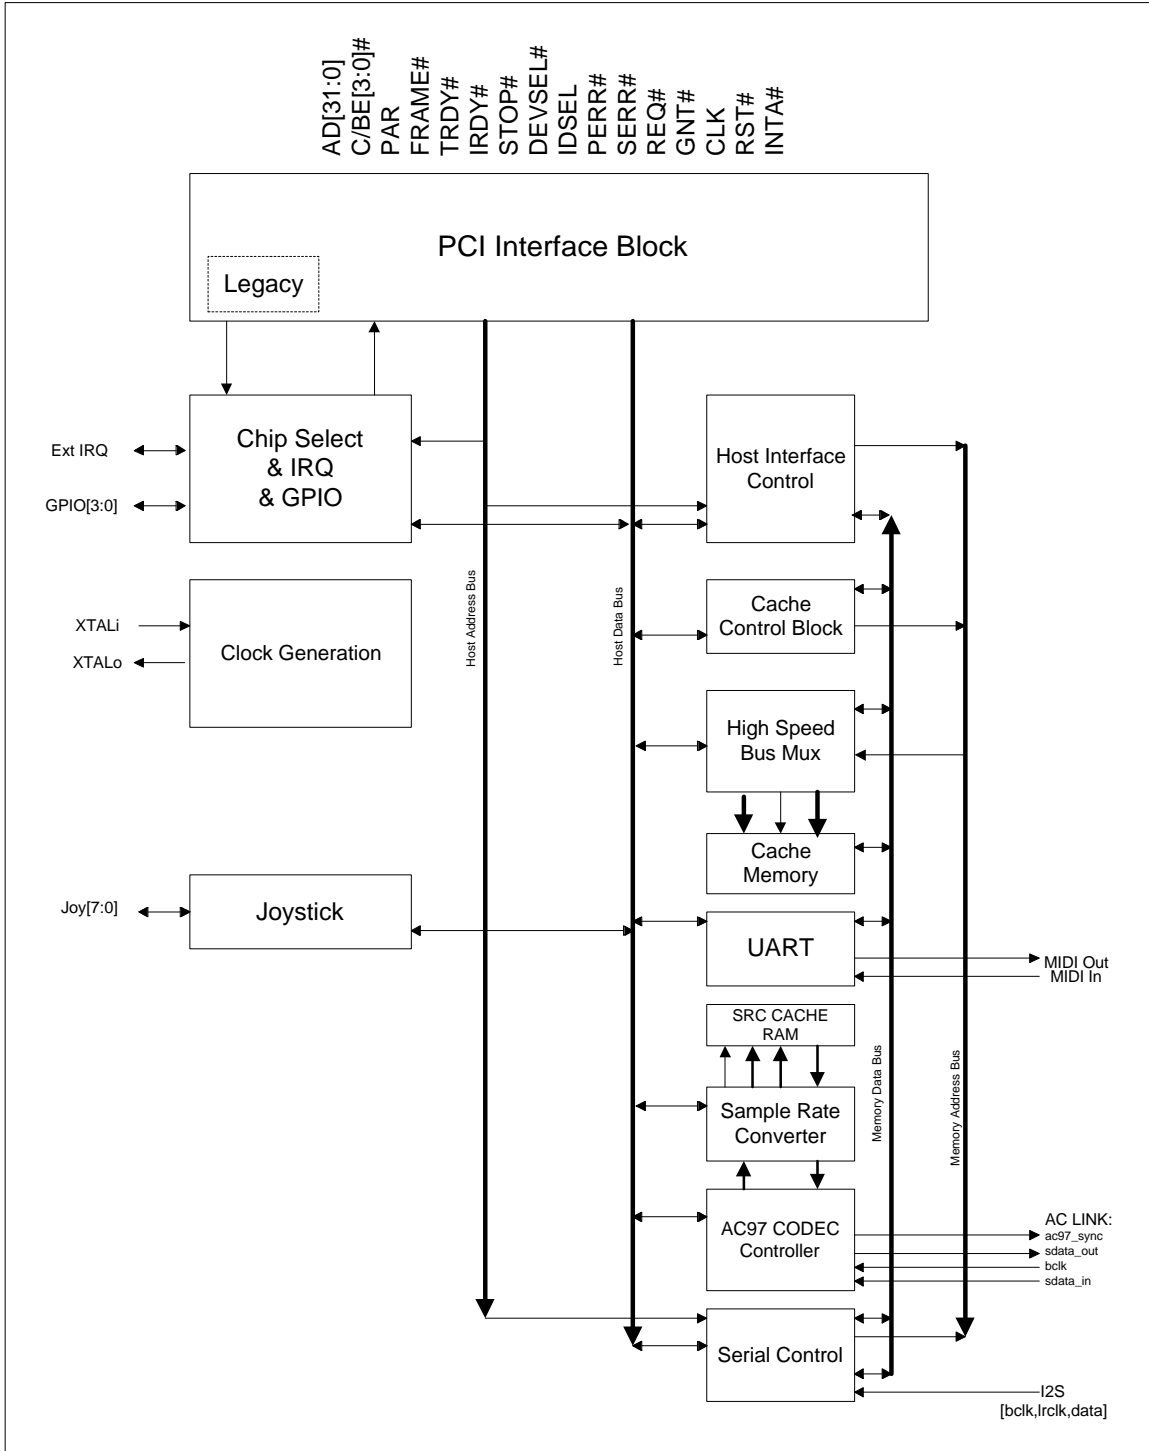 AD[31:0]
C/BE[3:0]#
PAR
FRAME#
TRDY#
IRDY#
STOP#
DEVSEL#
IDSEL
PERR#
SERR#
REQ#
GNT#
CLK
RST#
INTA#
PCI Interface Block
Legacy
Chip Select
& IRQ
& GPIO
Ext IRQ
GPIO[3:0]
Host Interface
Control
XTALi
XTALo
Clock Generation
Host Address Bus
Host Data Bus
Cache
Control Block
High Speed
Bus Mux
Cache
Memory
Joy[7:0]
Joystick
UART
MIDI Out
MIDI In
SRC CACHE
RAM
Sample Rate
Converter
Memory Data Bus
Memory Address Bus
AC97 CODEC
Controller
AC LINK:
ac97_sync
sdata_out
bclk
sdata_in
Serial Control
I2S
[bclk,lrclk,data]